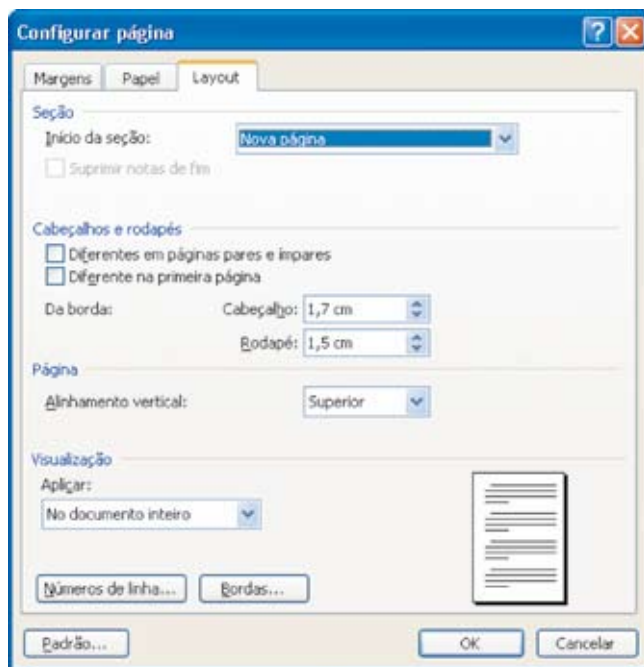 Configurar página
Margens Papel Layout
Seção
Início da seção: Nova página
Suprimir notas de fim
Cabeçalhos e rodapés
Diferentes em páginas pares e ímpares
Diferente na primeira página
Da borda: Cabeçalho: 1,7 cm
Rodapé: 1,5 cm
Página
Alinhamento vertical: Superior
Visualização
Aplicar:
No documento inteiro
Números de linha... Bordas...
Padrão... OK Cancelar